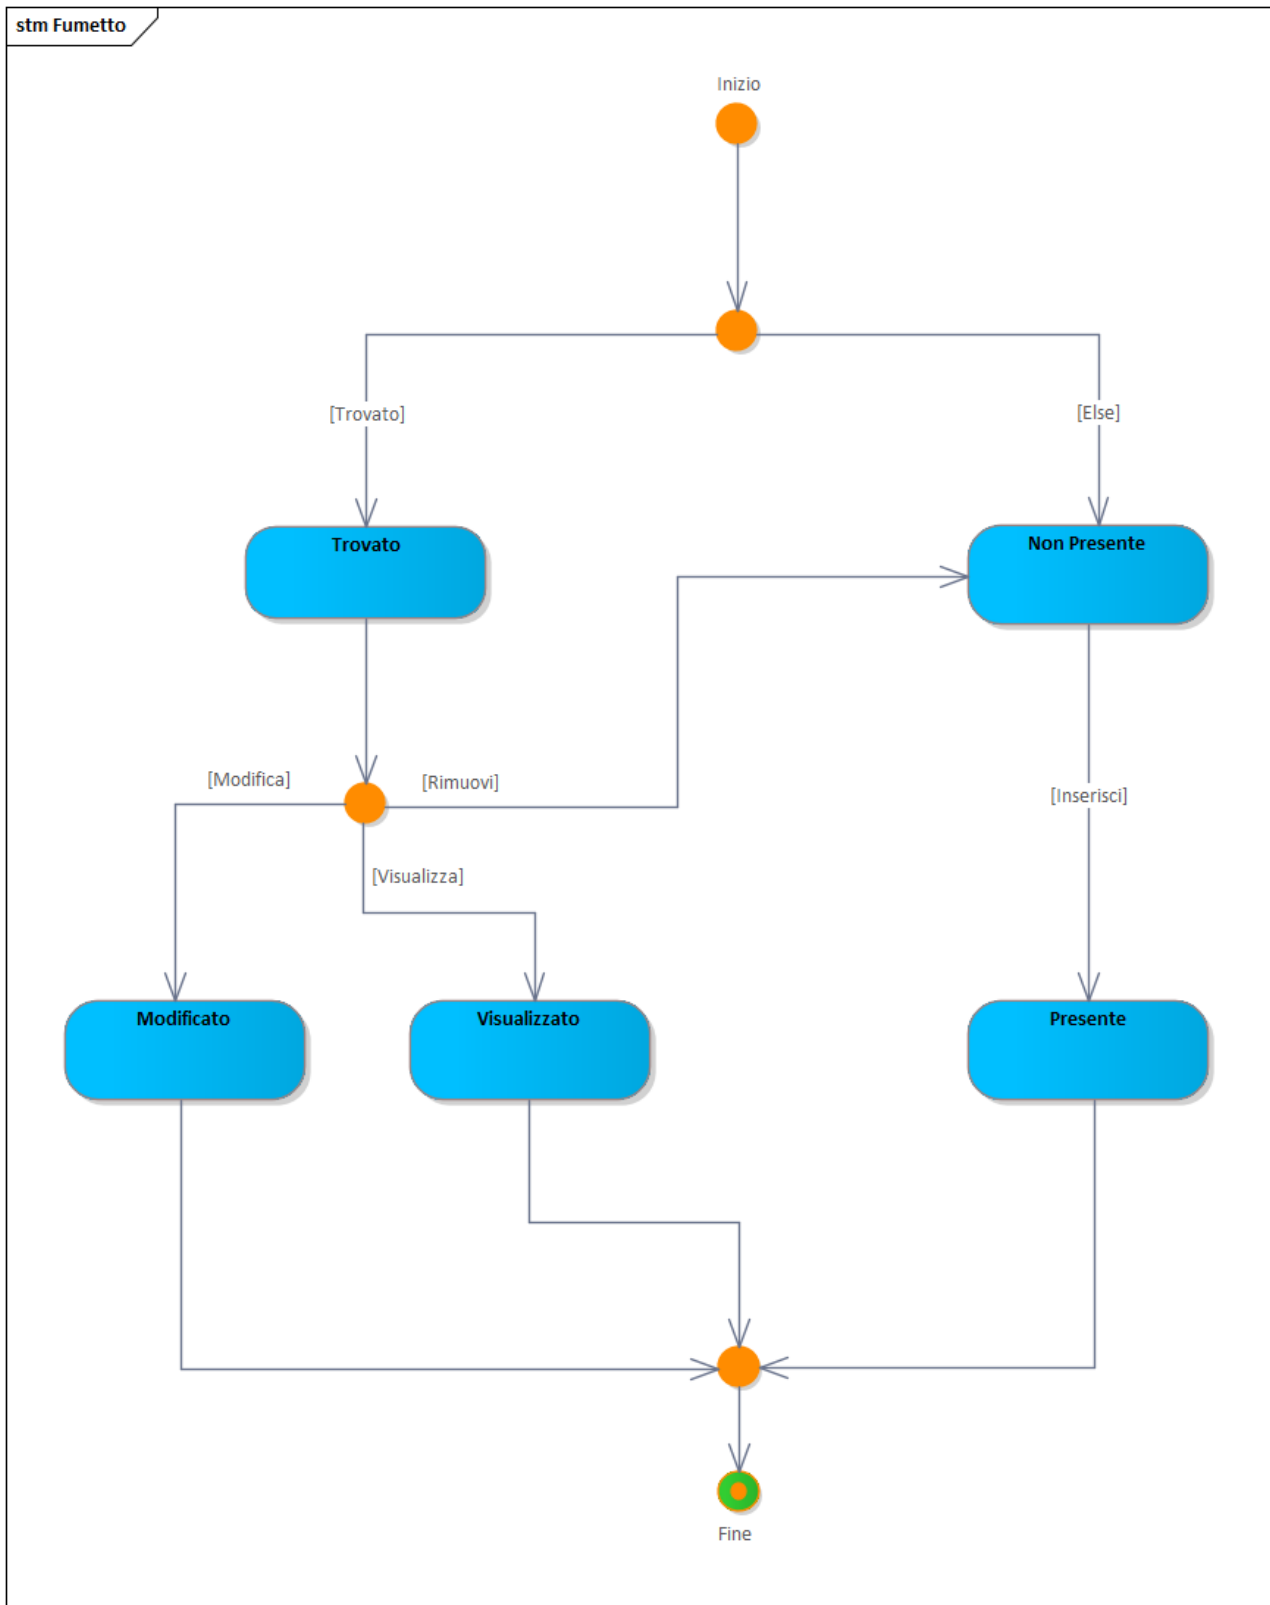 stm Fumetto
Inizio
[Trovato]
[Else]
Trovato
Non Presente
[Modifica]
[Rimuovi]
[Inserisci]
[Visualizza]
Modificato
Visualizzato
Presente
Fine